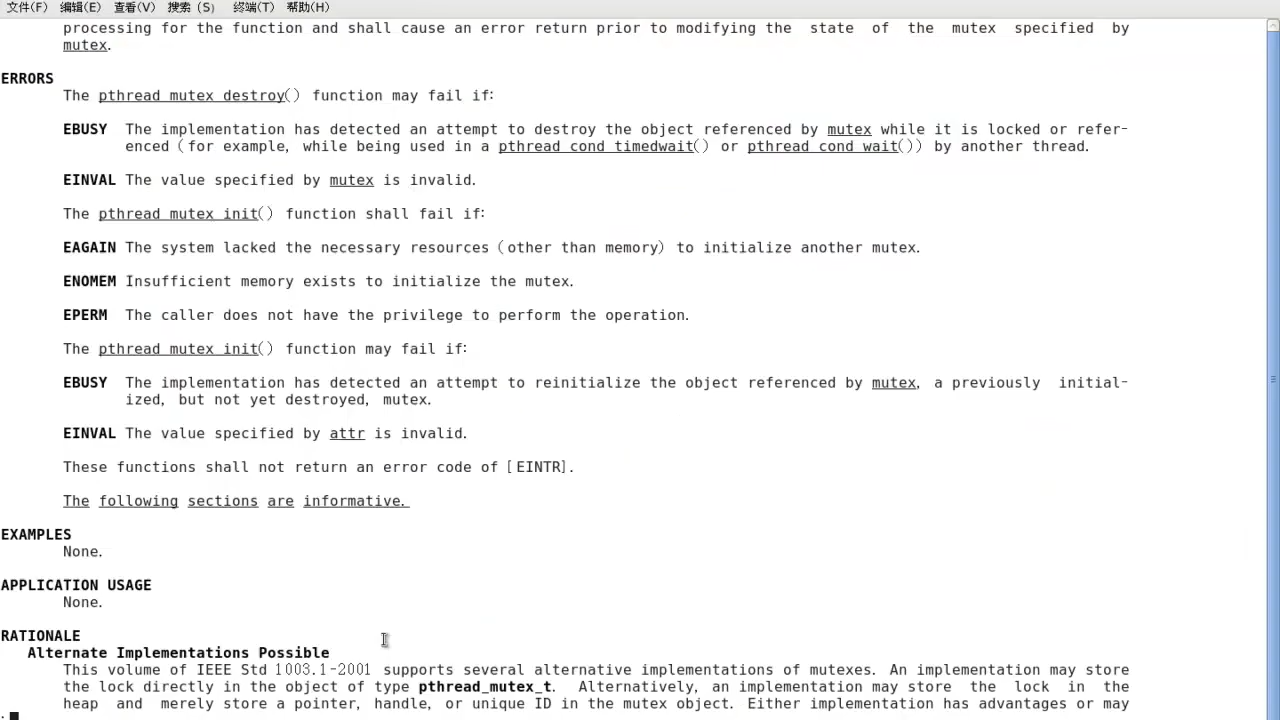 文件(F) 编辑(E) 查看(V) 搜索 (S) 终端(T) 帮助(H)
processing for the function and shall cause an error return prior to modifying the state of the mutex specified by
mutex.
ERRORS
The pthread_mutex_destroy() function may fail if:
EBUSY The implementation has detected an attempt to destroy the object referenced by mutex while it is locked or refer-
enced (for example, while being used in a pthread_cond_timedwait() or pthread_cond_wait()) by another thread.
EINVAL The value specified by mutex is invalid.
The pthread_mutex_init() function shall fail if:
EAGAIN The system lacked the necessary resources (other than memory) to initialize another mutex.
ENOMEM Insufficient memory exists to initialize the mutex.
EPERM The caller does not have the privilege to perform the operation.
The pthread_mutex_init() function may fail if:
EBUSY The implementation has detected an attempt to reinitialize the object referenced by mutex, a previously initial-
ized, but not yet destroyed, mutex.
EINVAL The value specified by attr is invalid.
These functions shall not return an error code of [EINTR].
The following sections are informative.
EXAMPLES
None.
APPLICATION USAGE
None.
RATIONALE
Alternate Implementations Possible
This volume of IEEE Std 1003.1-2001 supports several alternative implementations of mutexes. An implementation may store
the lock directly in the object of type pthread_mutex_t. Alternatively, an implementation may store the lock in the
heap and merely store a pointer, handle, or unique ID in the mutex object. Either implementation has advantages or may
: